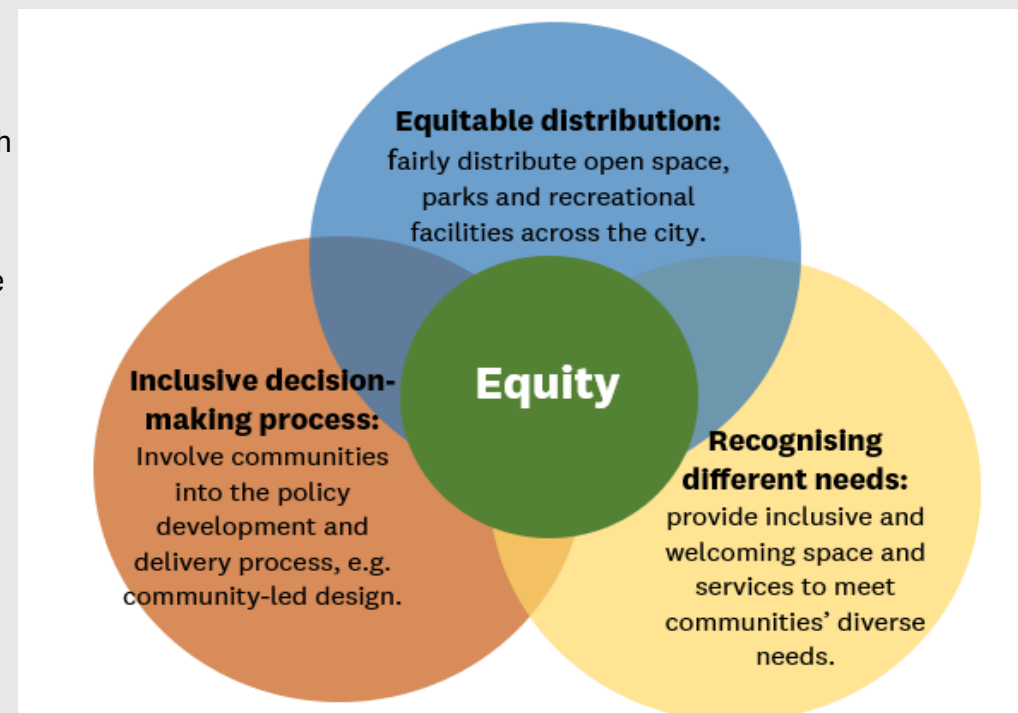 Equitable distribution:
fairly distribute open space,
parks and recreational
facilities across the city.
Equity
Inclusive decision-
making process:
Involve communities
into the policy
development and
delivery process, e.g.
community-led design.
Recognising
different needs:
provide inclusive and
welcoming space and
services to meet
communities’ diverse
needs.